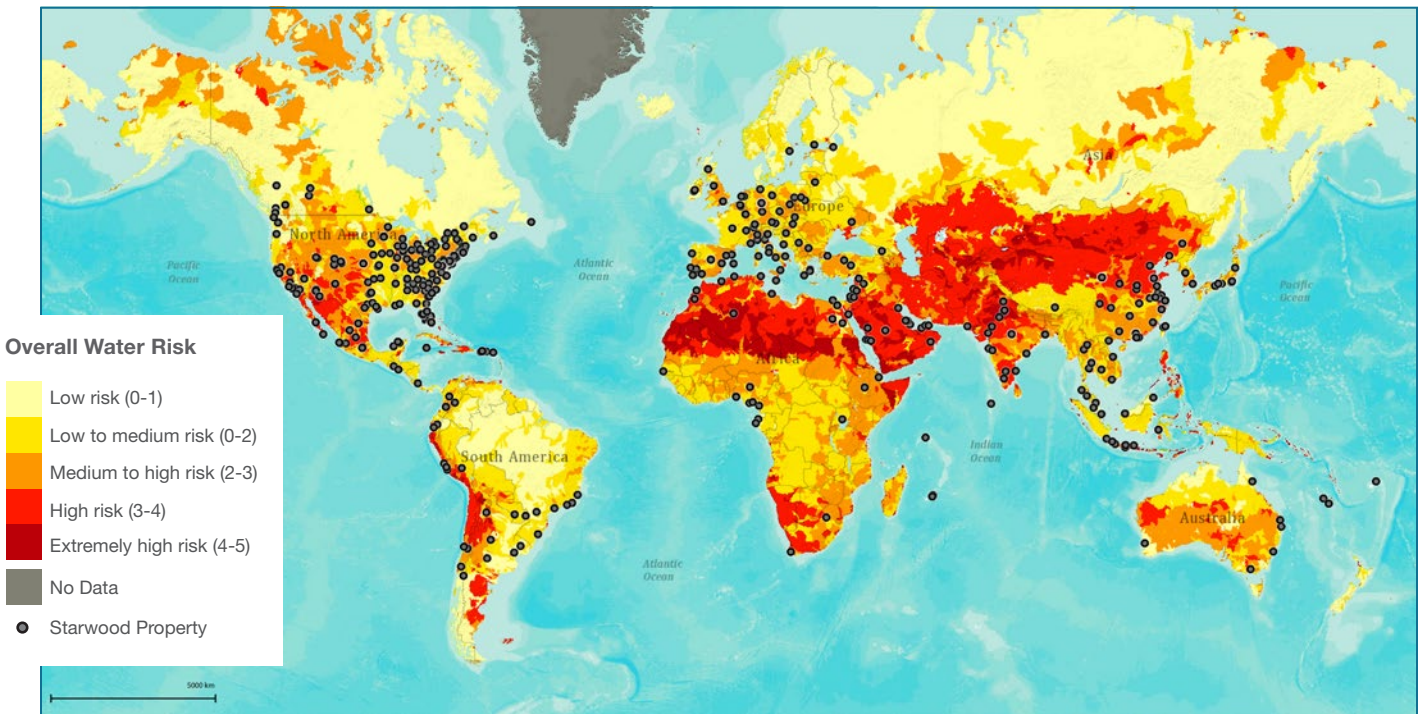 Asia
Europe
North America
Pacific
Ocean
Atlantic
Ocean
Pacific
Ocean
Overall Water Risk
Africa
Low risk (0-1)
Low to medium risk (0-2)
Indian
Ocean
South America
Medium to high risk (2-3)
High risk (3-4)
Australia
Extremely high risk (4-5)
Atlantic
Ocean
No Data
Starwood Property
5000 km